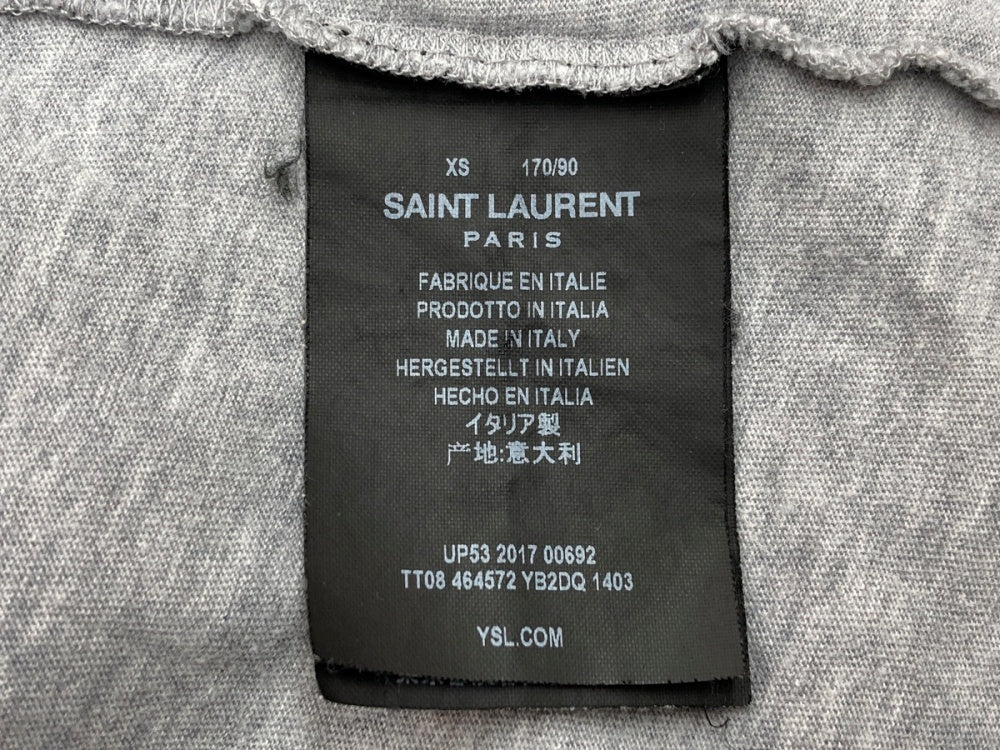 XS 170/90
SAINT LAURENT
PARIS
FABRIQUE EN ITALIE
PRODOTTO IN ITALIA
MADE IN ITALY
HERGESTELLT IN ITALIEN
HECHO EN ITALIA
イタリア製
产地:意大利
UP53 2017 00692
TT08 464572 YB2DQ 1403
YSL.COM